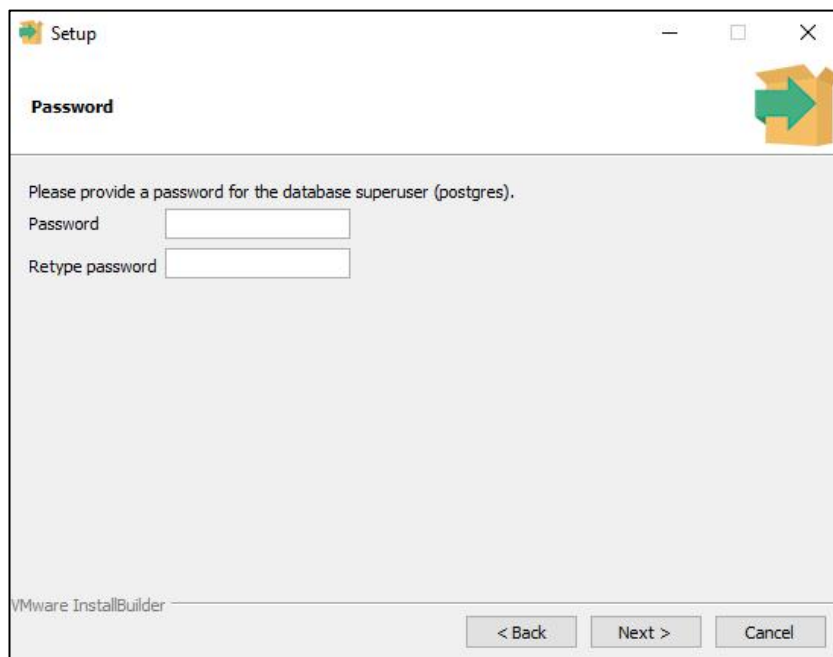 Setup
Password
Please provide a password for the database superuser (postgres).
Password
Retype password
VMware InstallBuilder
< Back
Next >
Cancel